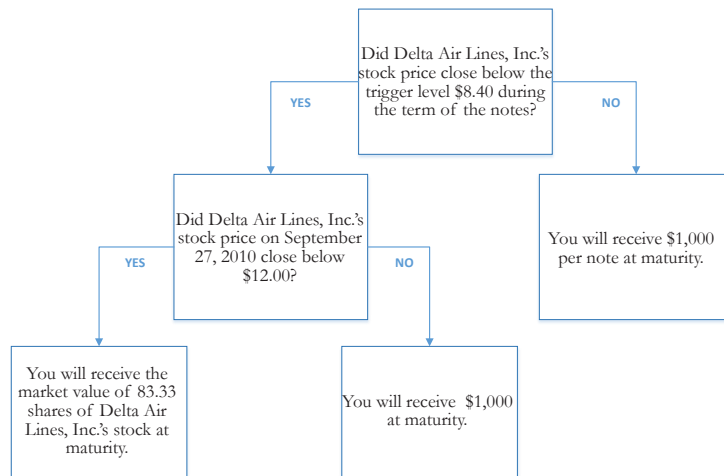 Did Delta Air Lines, Inc.'s
stock price close below the
trigger level $8.40 during
the term of the notes?
YES
NO
Did Delta Air Lines, Inc.'s
stock price on September
27, 2010 close below
$12.00?
You will receive $1,000
per note at maturity.
YES
NO
You will receive the
market value of 83.33
shares of Delta Air
Lines, Inc.'s stock at
maturity.
You will receive $1,000
at maturity.